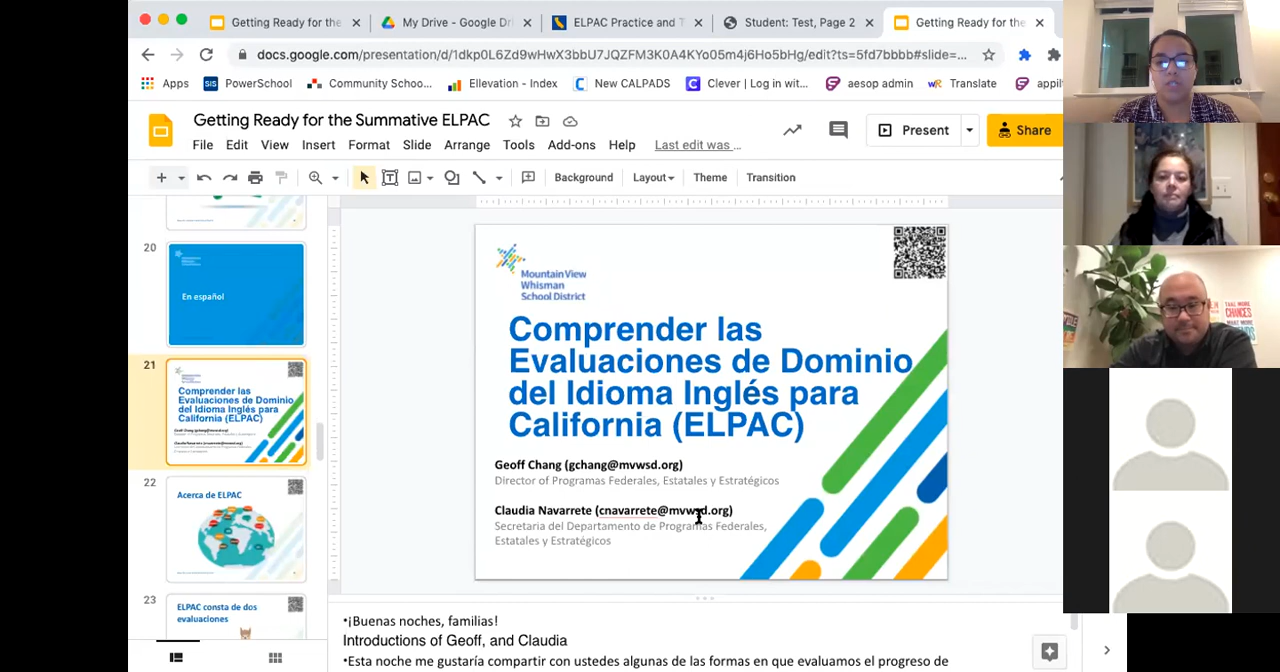 Getting Ready for the
My Drive - Google Dri
ELPAC Practice and T
Student: Test, Page 2
Getting Ready for the
docs.google.com/presentation/d/1dkp0L6Zd9wHwX3bbU7JQZFM3K0A4KYo05m4j6Ho5bHg/edit?ts=5fd7bbbb#slide=...
Apps
SIS PowerSchool
Community Schoo...
Ellevation - Index
New CALPADS
Clever | Log in wit...
aesop admin
Translate
Getting Ready for the Summative ELPAC
File Edit View Insert Format Slide Arrange Tools Add-ons Help Last edit was ...
Present
Share
Background Layout Theme Transition
20
En español
21
Comprender las
Evaluaciones de Dominio
del Idioma Inglés para
California (ELPAC)
22
Acerca de ELPAC
23
ELPAC consta de dos
evaluaciones
Mountain View
Whisman
School District
Comprender las
Evaluaciones de Dominio
del Idioma Inglés para
California (ELPAC)
Geoff Chang (gchang@mvwsd.org)
Director of Programas Federales, Estatales y Estratégicos
Claudia Navarrete (cnavarrete@mvwsd.org)
Secretaria del Departamento de Programas Federales,
Estatales y Estratégicos
•¡Buenas noches, familias!
Introductions of Geoff, and Claudia
•Esta noche me gustaría compartir con ustedes algunas de las formas en que evaluamos el progreso de
TAKE MORE
CHANCES